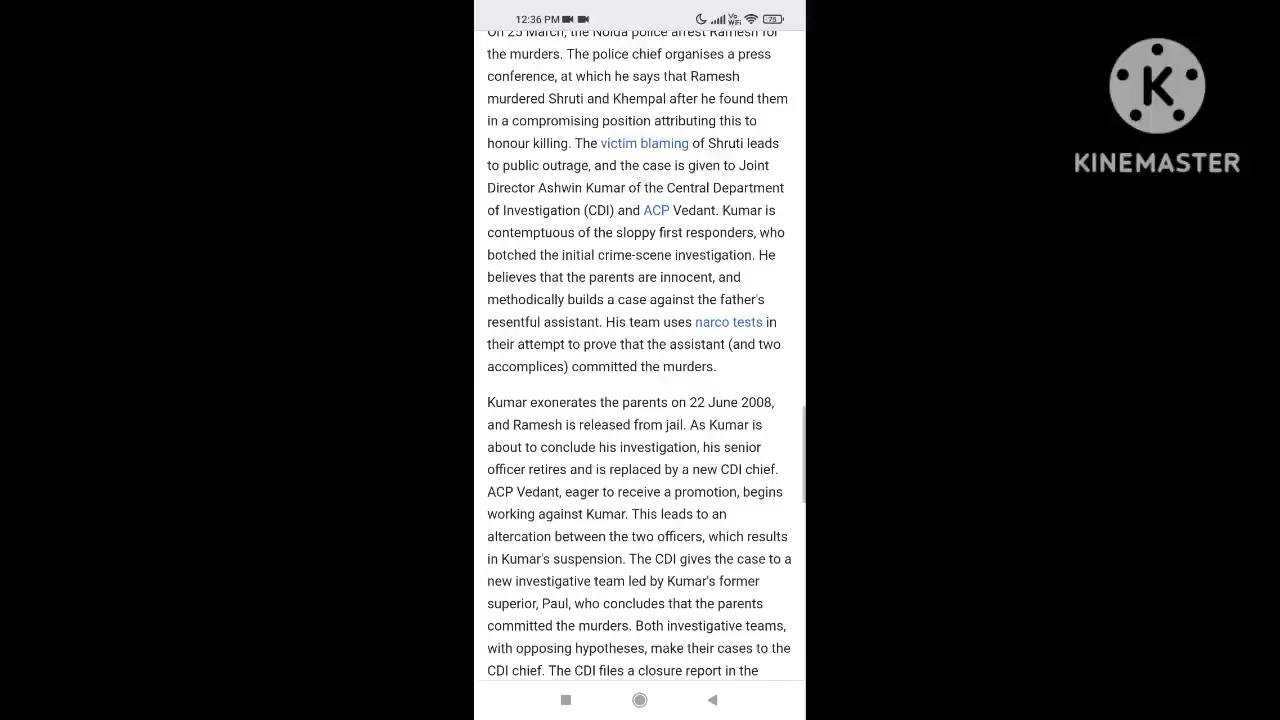 12:36 PM
Vo WiFi
75
On 25 March, the Noida police arrest Ramesh for
the murders. The police chief organises a press
conference, at which he says that Ramesh
murdered Shruti and Khempal after he found them
in a compromising position attributing this to
honour killing. The victim blaming of Shruti leads
to public outrage, and the case is given to Joint
Director Ashwin Kumar of the Central Department
of Investigation (CDI) and ACP Vedant. Kumar is
contemptuous of the sloppy first responders, who
botched the initial crime-scene investigation. He
believes that the parents are innocent, and
methodically builds a case against the father's
resentful assistant. His team uses narco tests in
their attempt to prove that the assistant (and two
accomplices) committed the murders.
Kumar exonerates the parents on 22 June 2008,
and Ramesh is released from jail. As Kumar is
about to conclude his investigation, his senior
officer retires and is replaced by a new CDI chief.
ACP Vedant, eager to receive a promotion, begins
working against Kumar. This leads to an
altercation between the two officers, which results
in Kumar's suspension. The CDI gives the case to a
new investigative team led by Kumar's former
superior, Paul, who concludes that the parents
committed the murders. Both investigative teams,
with opposing hypotheses, make their cases to the
CDI chief. The CDI files a closure report in the
K
KINEMASTER